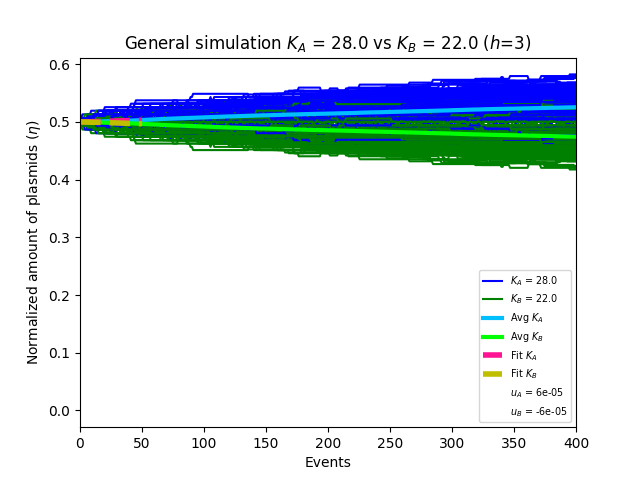 General simulation K_A = 28.0 vs K_B = 22.0 (h=3)
Normalized amount of plasmids (η)
0.6
0.5
0.4
0.3
0.2
0.1
0.0
K_A = 28.0
K_B = 22.0
Avg K_A
Avg K_B
Fit K_A
Fit K_B
u_A = 6e-05
u_B = -6e-05
0 50 100 150 200 250 300 350 400
Events